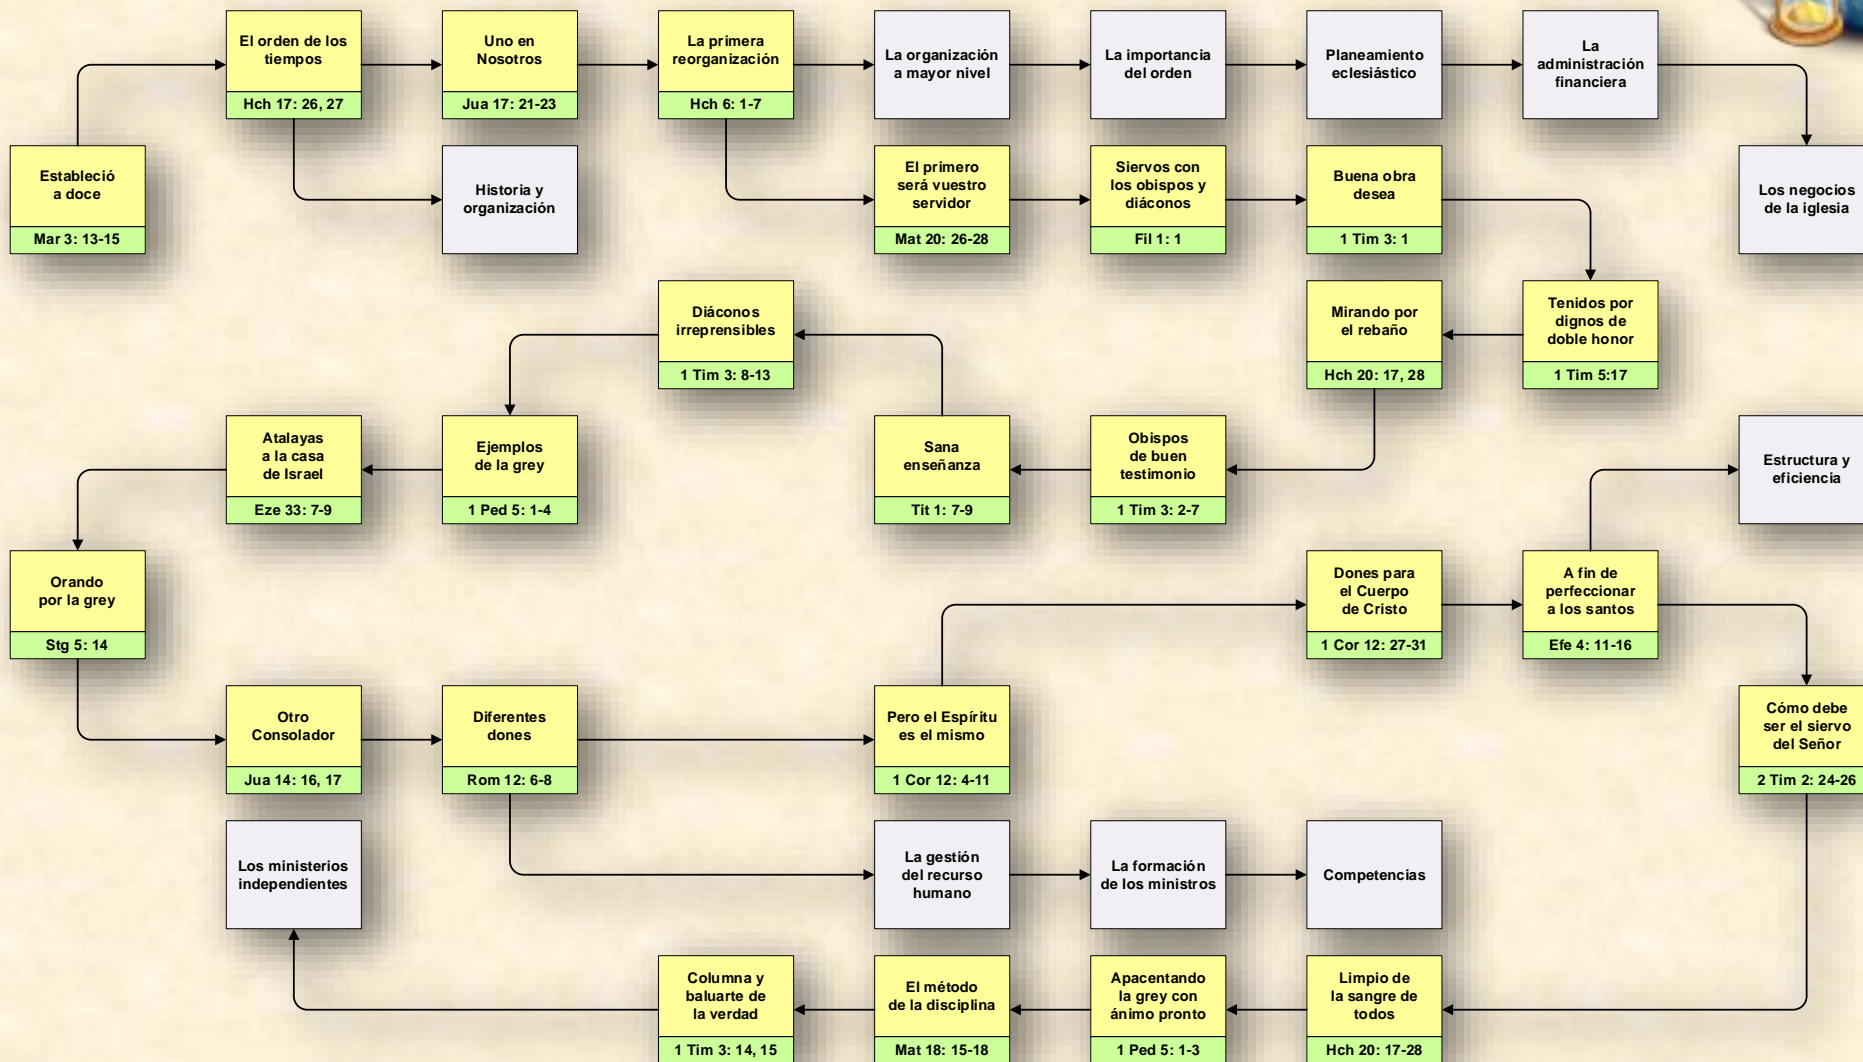 El orden de los
tiempos
Hch 17: 26, 27
Uno en
Nosotros
Jua 17: 21-23
La primera
reorganización
Hch 6: 1-7
La organización
a mayor nivel
La importancia
del orden
Planeamiento
eclesiástico
La
administración
financiera
Estableció
a doce
Mar 3: 13-15
Historia y
organización
El primero
será vuestro
servidor
Mat 20: 26-28
Siervos con
los obispos y
diáconos
Fil 1: 1
Buena obra
desea
1 Tim 3: 1
Los negocios
de la iglesia
Diáconos
irreprensibles
1 Tim 3: 8-13
Mirando por
el rebaño
Hch 20: 17, 28
Tenidos por
dignos de
doble honor
1 Tim 5:17
Atalayas
a la casa
de Israel
Eze 33: 7-9
Ejemplos
de la grey
1 Ped 5: 1-4
Sana
enseñanza
Tit 1: 7-9
Obispos
de buen
testimonio
1 Tim 3: 2-7
Estructura y
eficiencia
Orando
por la grey
Stg 5: 14
Dones para
el Cuerpo
de Cristo
1 Cor 12: 27-31
A fin de
perfeccionar
a los santos
Efe 4: 11-16
Otro
Consolador
Jua 14: 16, 17
Diferentes
dones
Rom 12: 6-8
Pero el Espíritu
es el mismo
1 Cor 12: 4-11
Cómo debe
ser el siervo
del Señor
2 Tim 2: 24-26
Los ministerios
independientes
La gestión
del recurso
humano
La formación
de los ministros
Competencias
Columna y
baluarte de
la verdad
1 Tim 3: 14, 15
El método
de la disciplina
Mat 18: 15-18
Apacentando
la grey con
ánimo pronto
1 Ped 5: 1-3
Limpio de
la sangre de
todos
Hch 20: 17-28